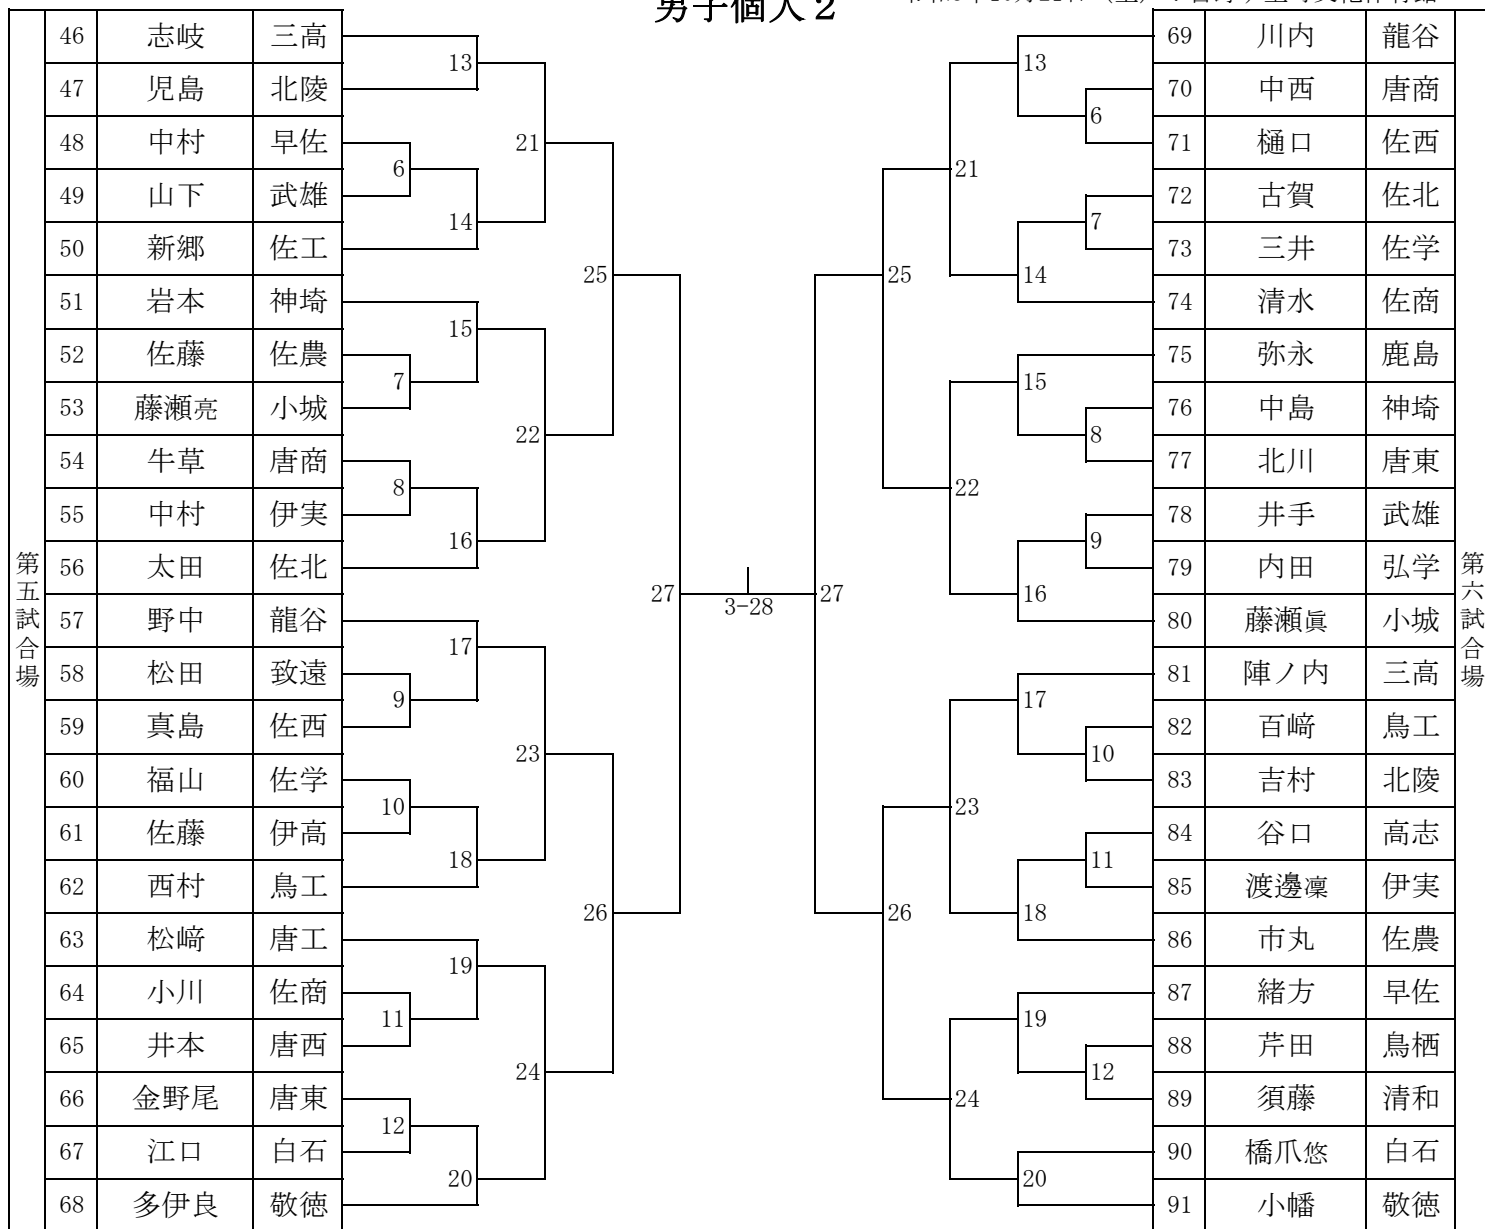 男子個人２
46 志岐 三高
47 児島 北陵
48 中村 早佐
49 山下 武雄
50 新郷 佐工
51 岩本 神埼
52 佐藤 佐農
53 藤瀬亮 小城
54 牛草 唐商
55 中村 伊実
56 太田 佐北
57 野中 龍谷
58 松田 致遠
59 真島 佐西
60 福山 佐学
61 佐藤 伊高
62 西村 鳥工
63 松﨑 唐工
64 小川 佐商
65 井本 唐西
66 金野尾 唐東
67 江口 白石
68 多伊良 敬徳
第五試合場
13
6
14
21
15
7
8
16
22
25
17
9
10
18
23
19
11
12
20
24
26
27
3-28
27
25
26
21
22
23
24
13
6
7
14
15
8
9
16
17
10
11
18
19
12
20
69 川内 龍谷
70 中西 唐商
71 樋口 佐西
72 古賀 佐北
73 三井 佐学
74 清水 佐商
75 弥永 鹿島
76 中島 神埼
77 北川 唐東
78 井手 武雄
79 内田 弘学
80 藤瀬眞 小城
81 陣ノ内 三高
82 百﨑 鳥工
83 吉村 北陵
84 谷口 高志
85 渡邊凜 伊実
86 市丸 佐農
87 緒方 早佐
88 芹田 鳥栖
89 須藤 清和
90 橋爪悠 白石
91 小幡 敬徳
第六試合場